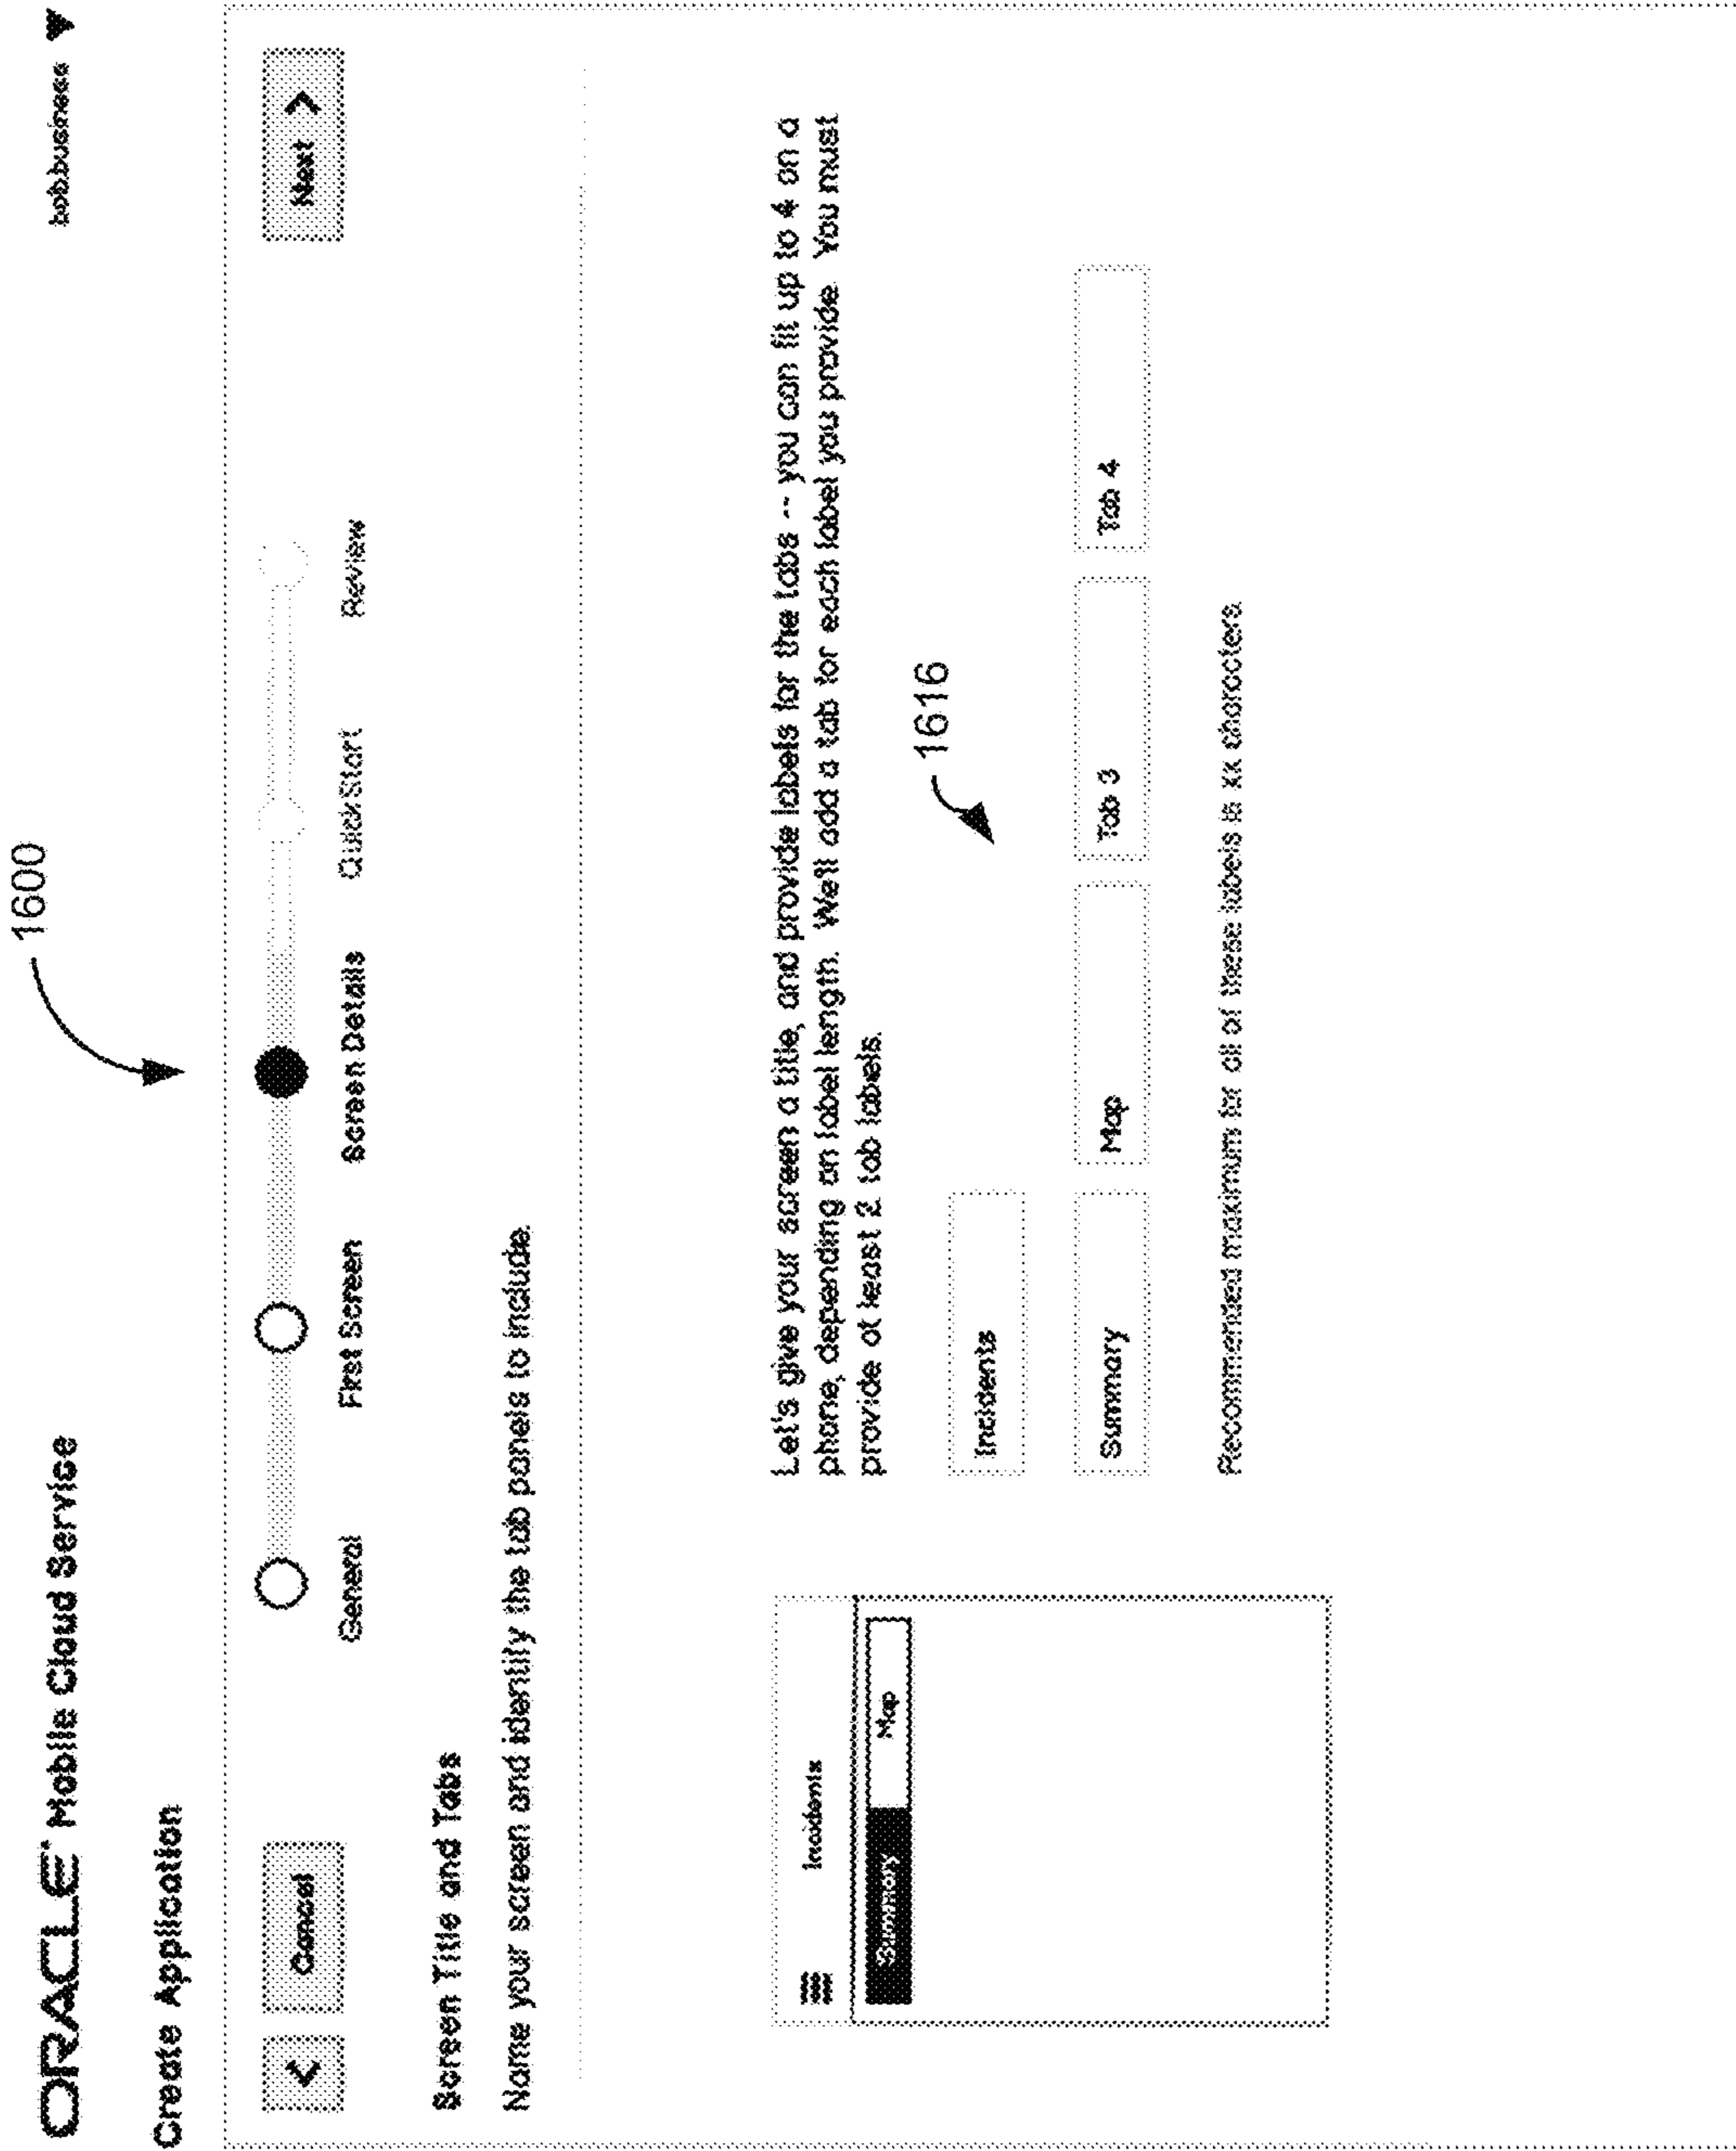 1600
ORACLE Mobile Cloud Service
bob.business
Create Application
Cancel
Next
General
First Screen
Screen Details
QuickStart
Review
Screen Title and Tabs
Name your screen and identify the tab panels to include.
Incidents
Summary
Map
Let's give your screen a title, and provide labels for the tabs -- you can fit up to 4 on a
phone, depending on label length. We'll add a tab for each label you provide. You must
provide at least 2 tab labels.
1616
Incidents
Summary
Map
Tab 3
Tab 4
Recommended maximum for all of these labels is xx characters.